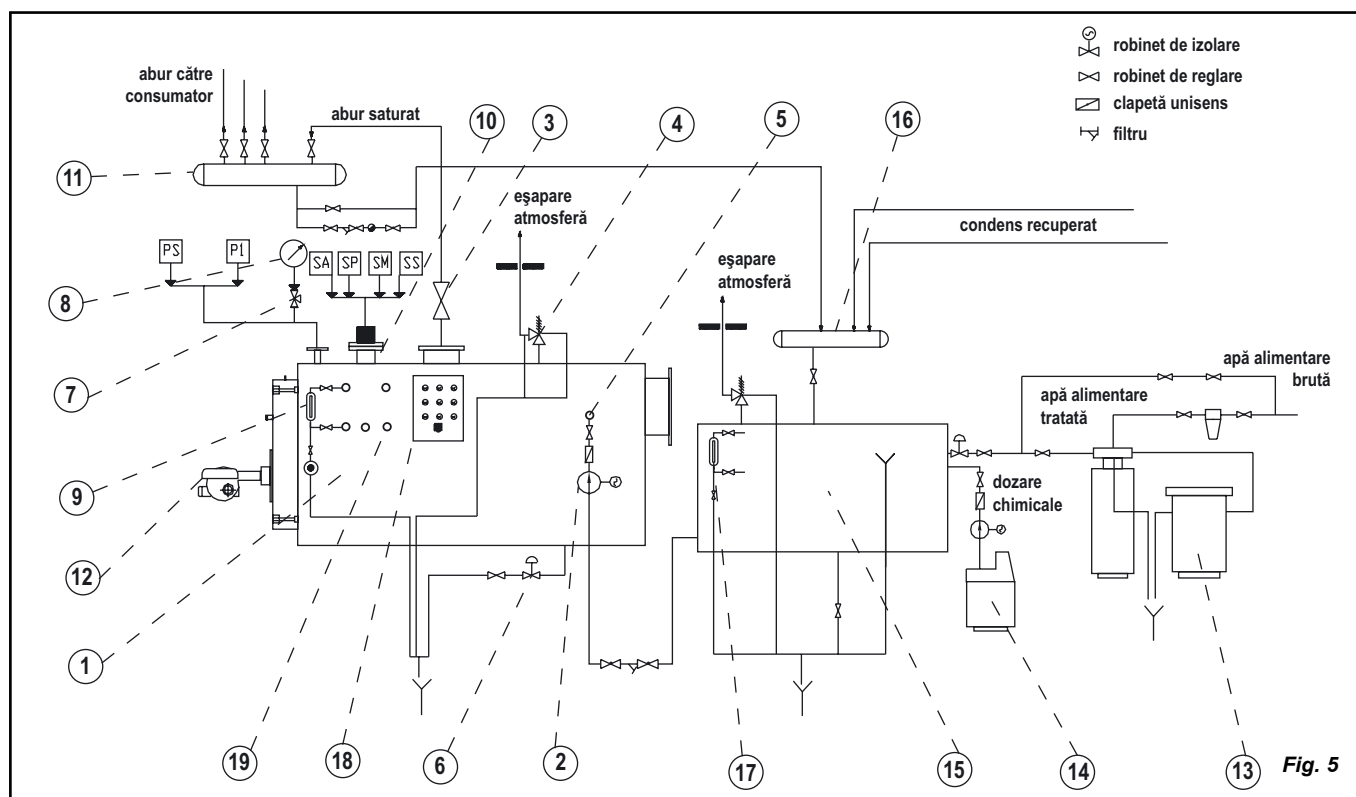 robinet de izolare
robinet de reglare
clapetă unisens
filtru
abur către
consumator
abur saturat
10
3
4
5
16
11
eşapare
atmosferă
condens recuperat
PS
P1
SA
SP
SM
SS
8
eşapare
atmosferă
7
apă alimentare
brută
apă alimentare
tratată
9
dozare
chimicale
12
1
19
18
6
2
17
15
14
13
Fig. 5